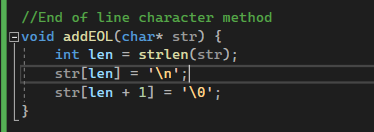 //End of line character method
void addEOL(char* str) {
    int len = strlen(str);
    str[len] = '\n';
    str[len + 1] = '\0';
}